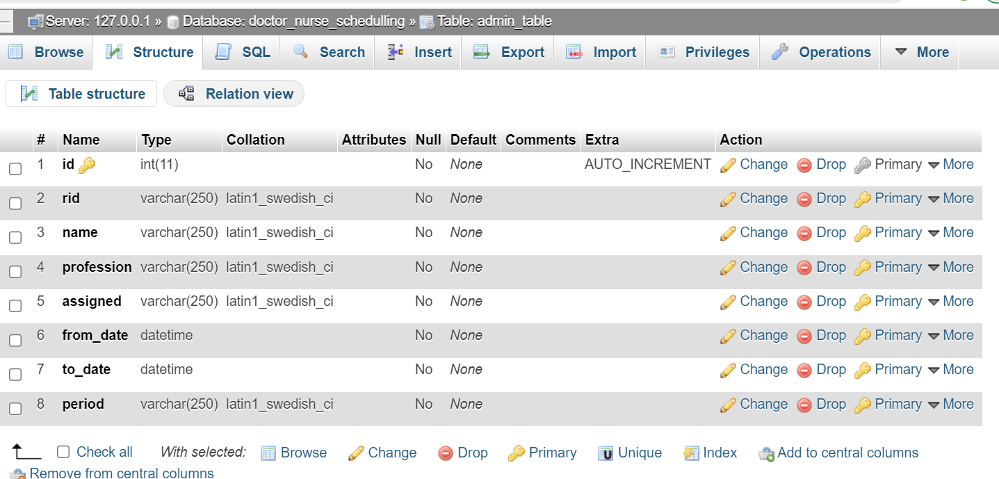 Server: 127.0.0.1 » Database: doctor_nurse_schedulling » Table: admin_table
Browse Structure SQL Search Insert Export Import Privileges Operations More
Table structure Relation view
# Name Type Collation Attributes Null Default Comments Extra Action
1 id int(11) No None AUTO_INCREMENT Change Drop Primary More
2 rid varchar(250) latin1_swedish_ci No None Change Drop Primary More
3 name varchar(250) latin1_swedish_ci No None Change Drop Primary More
4 profession varchar(250) latin1_swedish_ci No None Change Drop Primary More
5 assigned varchar(250) latin1_swedish_ci No None Change Drop Primary More
6 from_date datetime No None Change Drop Primary More
7 to_date datetime No None Change Drop Primary More
8 period varchar(250) latin1_swedish_ci No None Change Drop Primary More
Check all With selected: Browse Change Drop Primary Unique Index Add to central columns
Remove from central columns